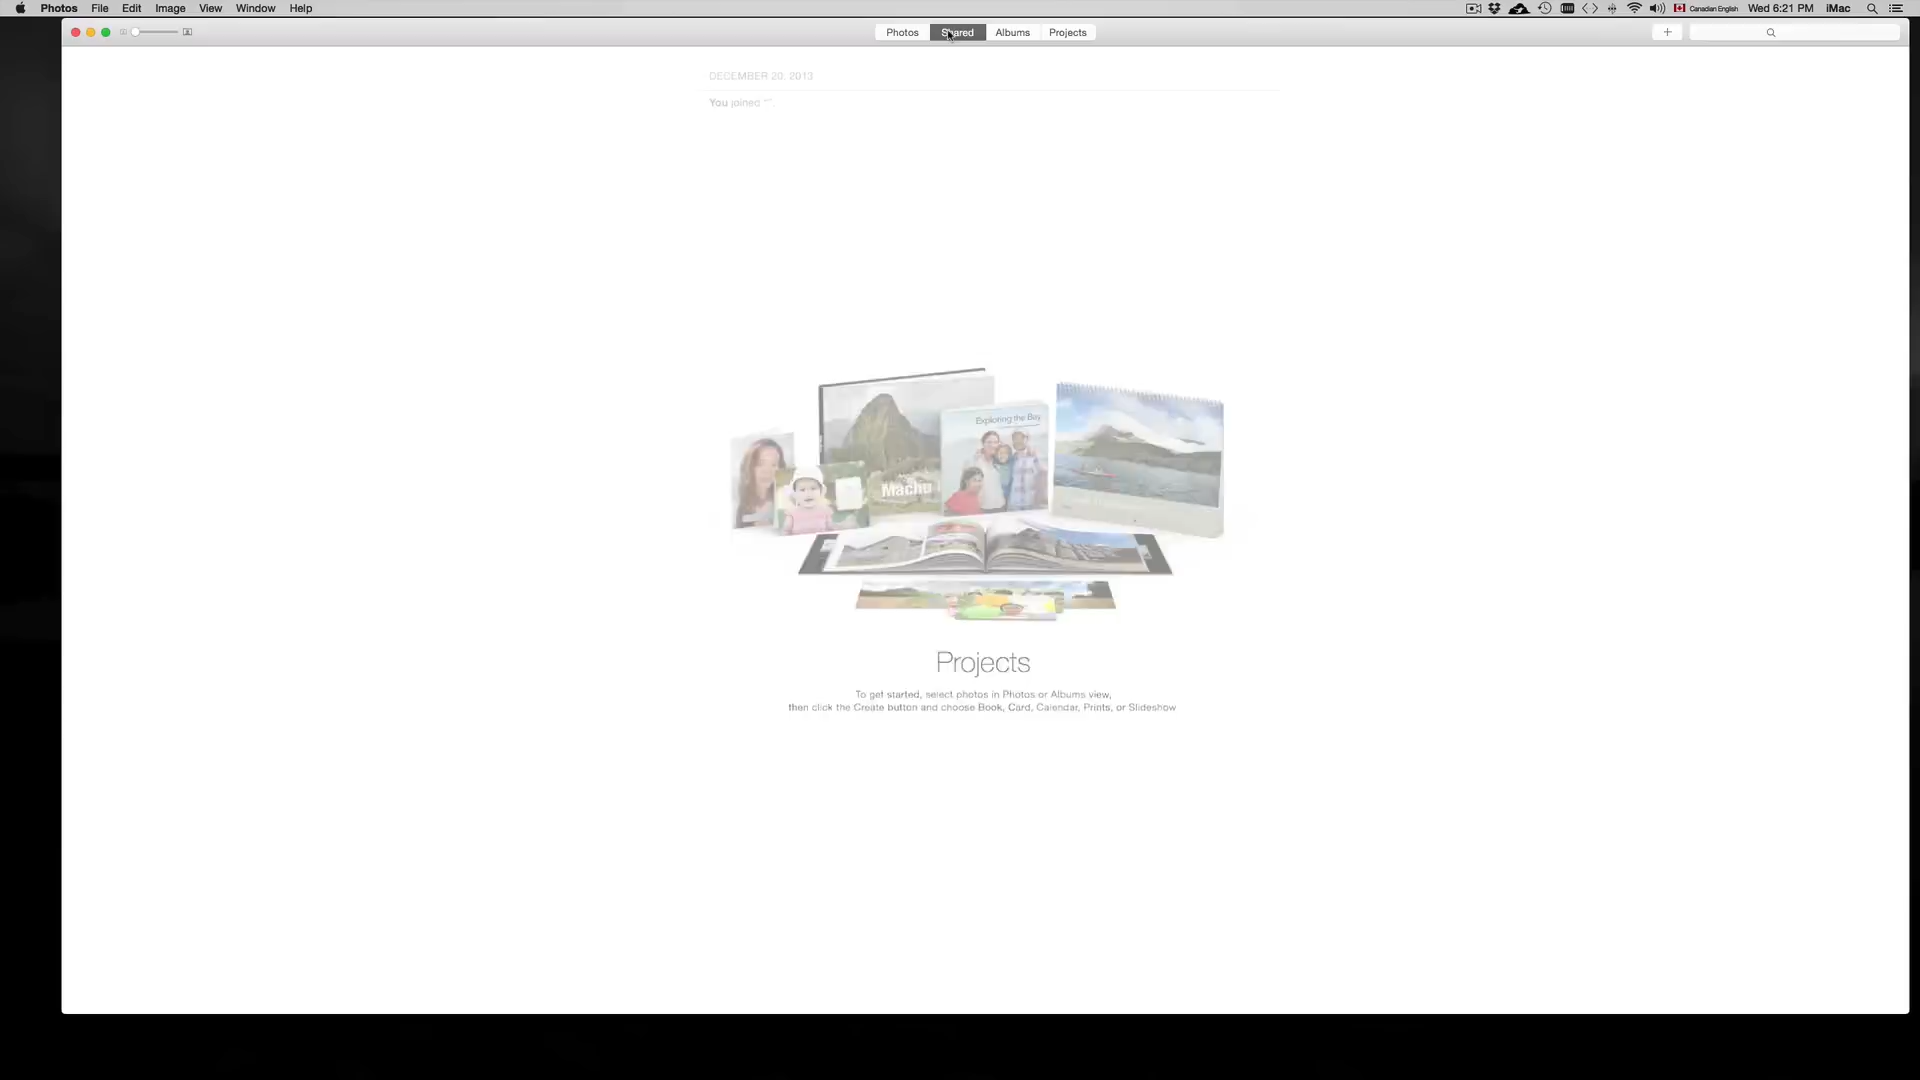 Photos File Edit Image View Window Help
Canadian English Wed 6:21 PM iMac
Photos Shared Albums Projects
DECEMBER 20, 2013
You joined “”.
Exploring the Bay
Machu
Projects
To get started, select photos in Photos or Albums view,
then click the Create button and choose Book, Card, Calendar, Prints, or Slideshow